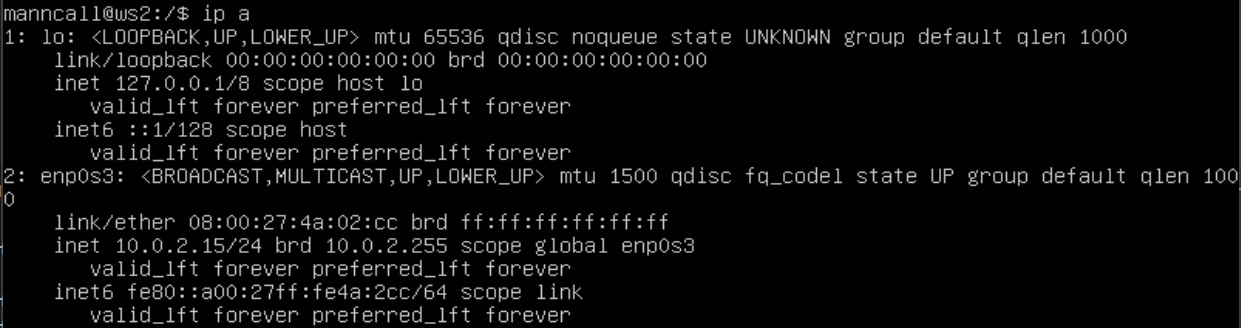 manncall@ws2:/$ ip a
1: lo: <LOOPBACK,UP,LOWER_UP> mtu 65536 qdisc noqueue state UNKNOWN group default qlen 1000
    link/loopback 00:00:00:00:00:00 brd 00:00:00:00:00:00
    inet 127.0.0.1/8 scope host lo
       valid_lft forever preferred_lft forever
    inet6 ::1/128 scope host
       valid_lft forever preferred_lft forever
2: enp0s3: <BROADCAST,MULTICAST,UP,LOWER_UP> mtu 1500 qdisc fq_codel state UP group default qlen 100
0
    link/ether 08:00:27:4a:02:cc brd ff:ff:ff:ff:ff:ff
    inet 10.0.2.15/24 brd 10.0.2.255 scope global enp0s3
       valid_lft forever preferred_lft forever
    inet6 fe80::a00:27ff:fe4a:2cc/64 scope link
       valid_lft forever preferred_lft forever